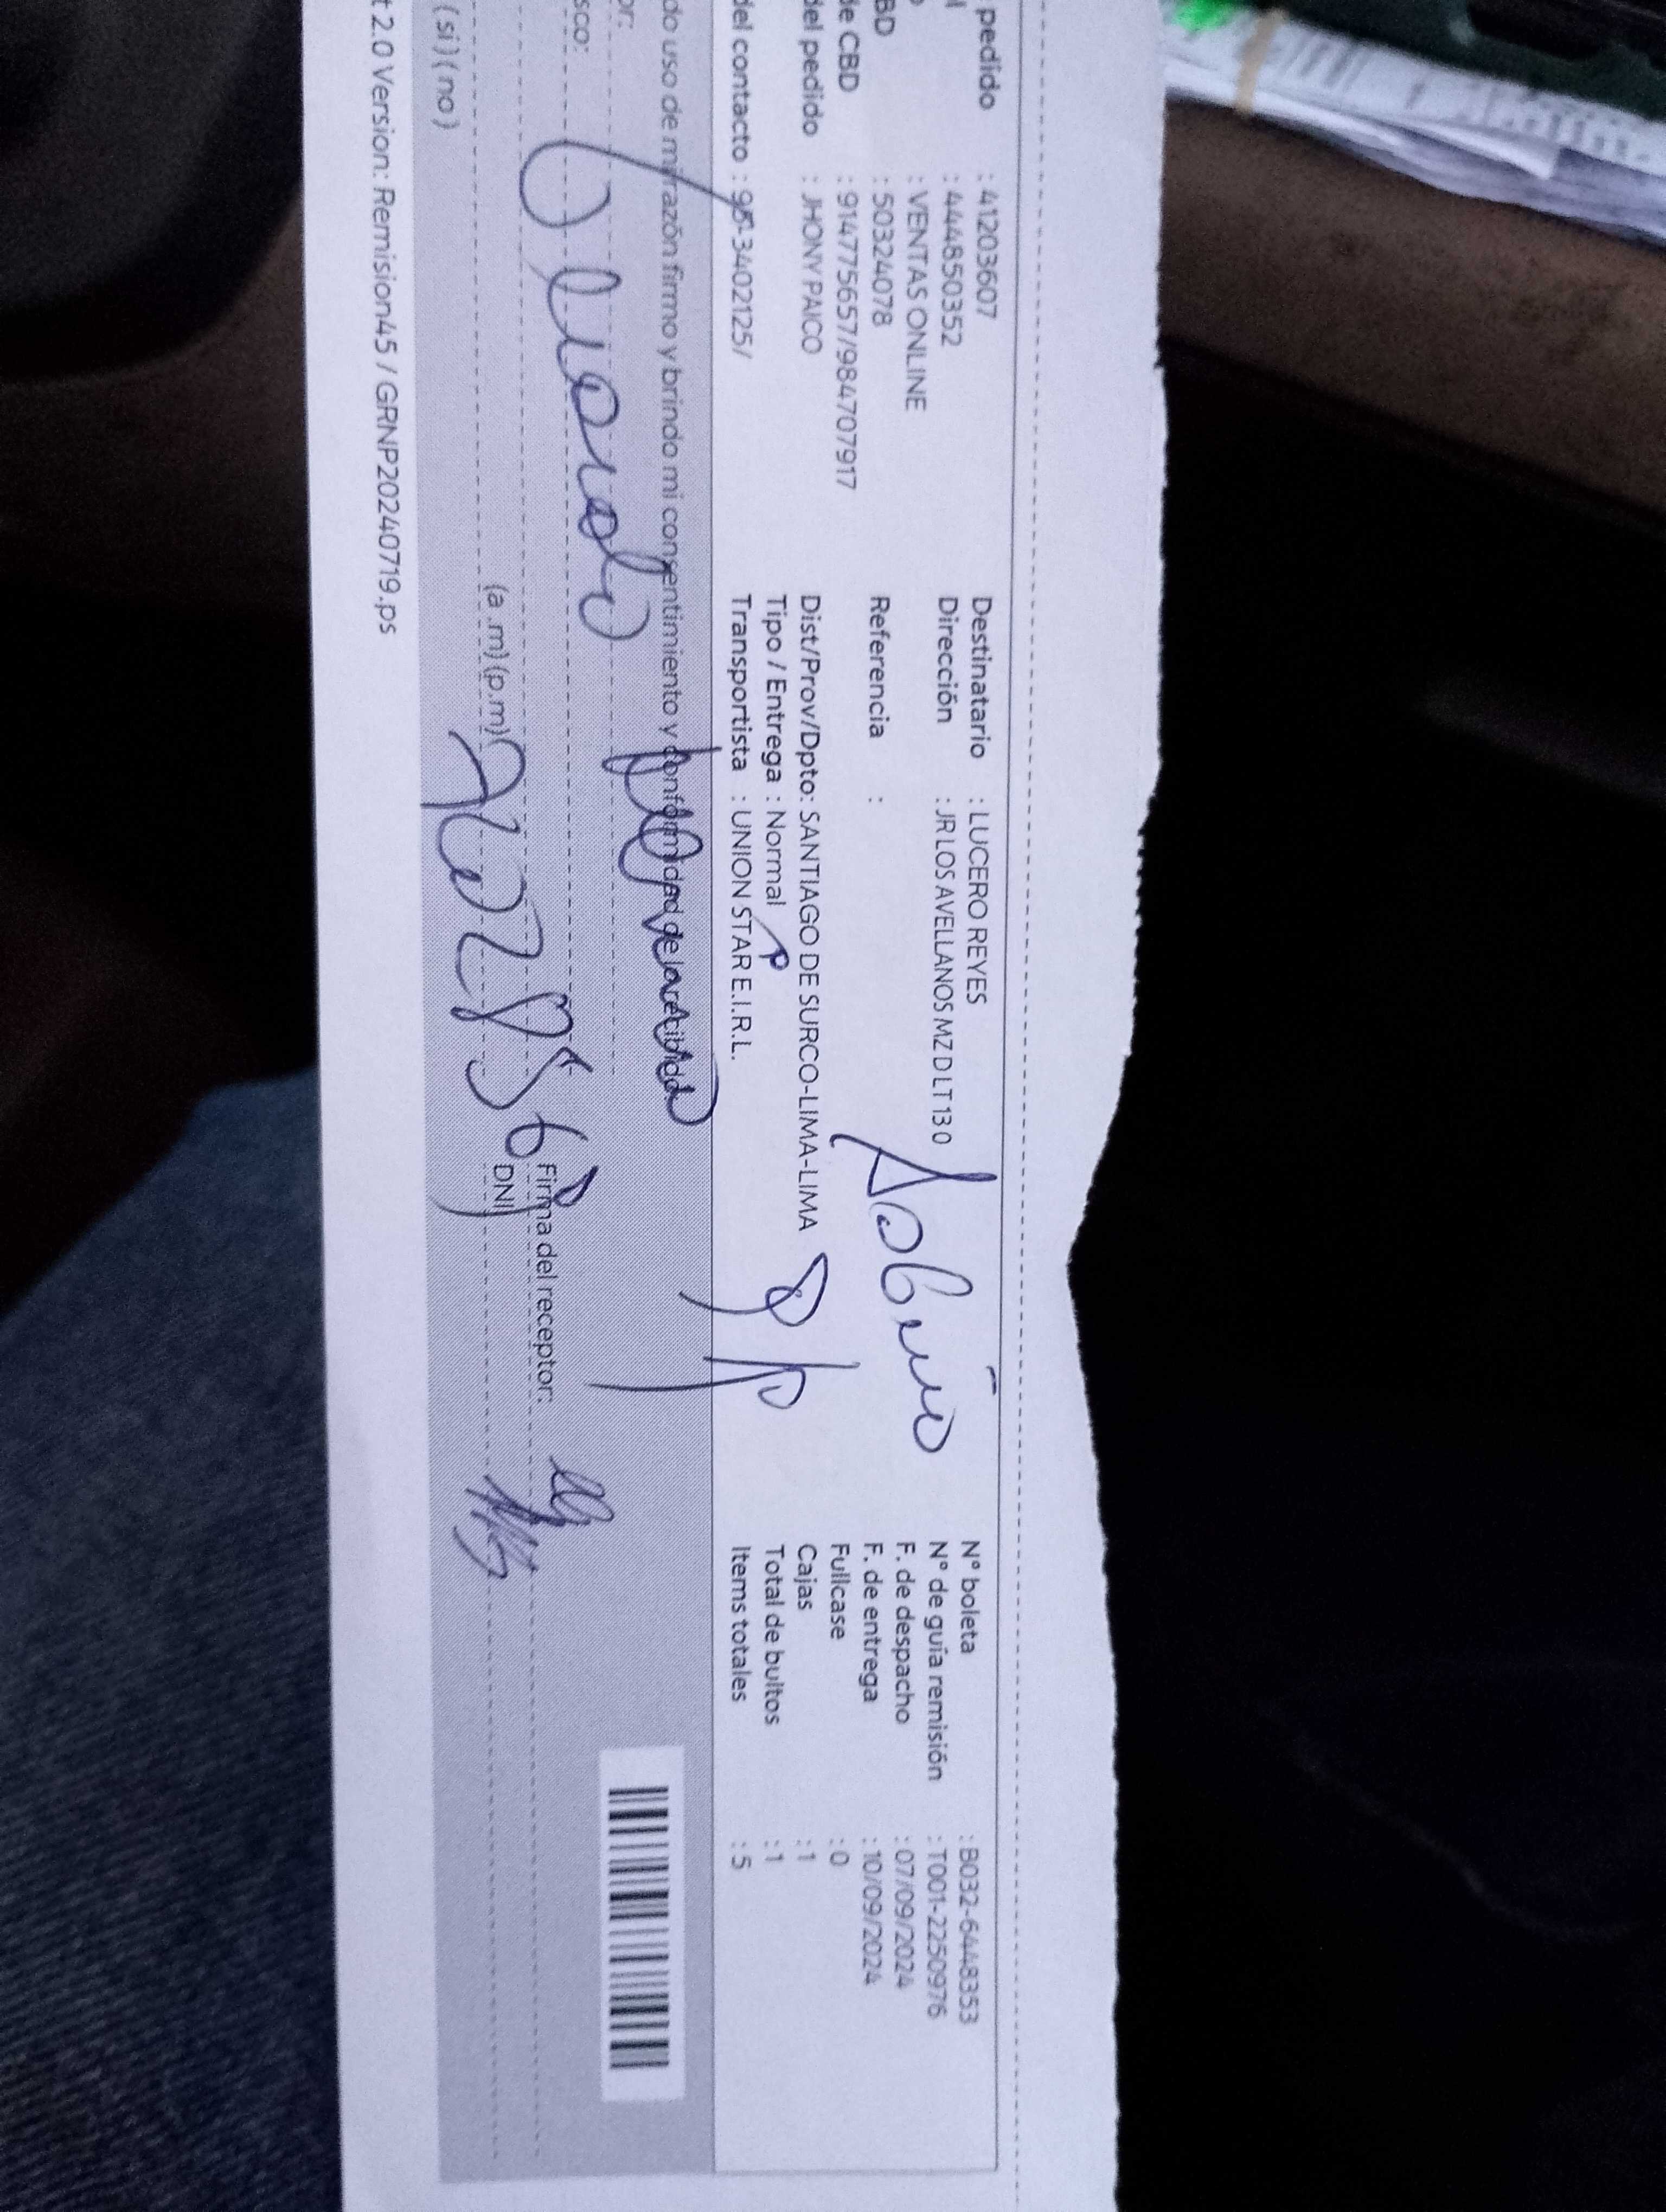 pedido : 41203607
: 444850352
: VENTAS ONLINE
BD : 50324078
de CBD : 914775657/984707917
del pedido : JHONY PAICO
del contacto : 3402125/
Destinatario : LUCERO REYES
Dirección : JR LOS AVELLANOS MZ D LT 13 0
Referencia :
Dist/Prov/Dpto: SANTIAGO DE SURCO-LIMA-LIMA
Tipo / Entrega : Normal
Transportista : UNION STAR E.I.R.L.
N° boleta : B032-6448353
N° de guía remisión : T001-2250976
F. de despacho : 07/09/2024
F. de entrega : 10/09/2024
Fullcase : 0
Cajas : 1
Total de bultos : 1
Items totales : 5
do uso de mi razón firmo y brindo mi consentimiento y conformidad de lo recibido
or:
sco:
Firma del receptor:
(a.m) (p.m)
DNI
( si ) ( no )
t 2.0 Version: Remision45 / GRNP20240719.ps